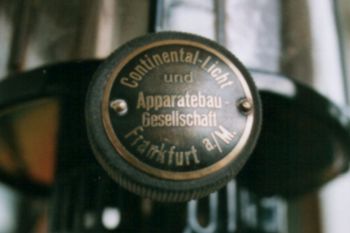 Continental-Licht
und
Apparatebau-
Gesellschaft
Frankfurt a/M.